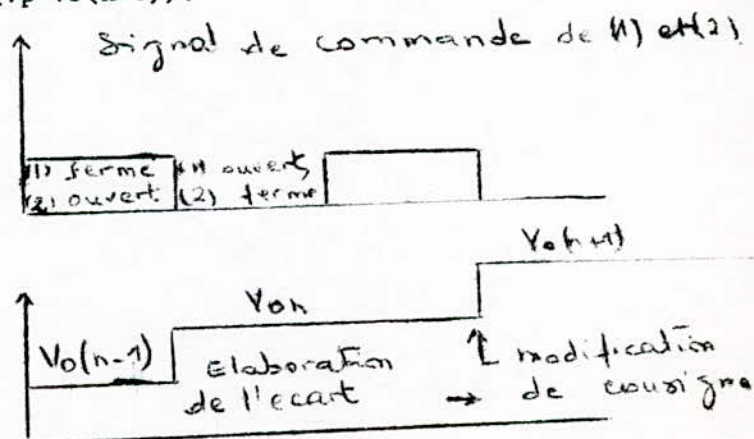 Signal de commande de (1) et (2)
(1) fermé (1) ouvert,
(2) ouvert (2) fermé
Vo(n+1)
Von
Vo(n-1)
Elaboration modification
de l'ecart → de consigne